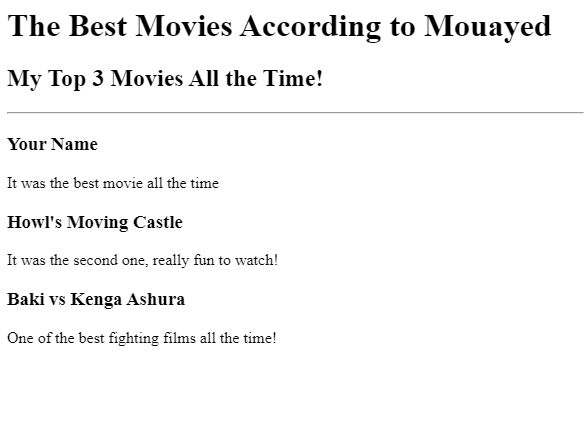 The Best Movies According to Mouayed
My Top 3 Movies All the Time!
Your Name
It was the best movie all the time
Howl's Moving Castle
It was the second one, really fun to watch!
Baki vs Kenga Ashura
One of the best fighting films all the time!